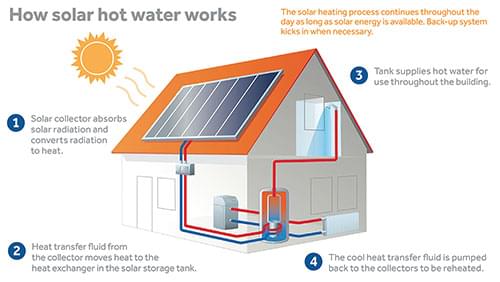 How solar hot water works
The solar heating process continues throughout the
day as long as solar energy is available. Back-up system
kicks in when necessary.
1
Solar collector absorbs
solar radiation and
converts radiation
to heat.
2
Heat transfer fluid from
the collector moves heat to the
heat exchanger in the solar storage tank.
3
Tank supplies hot water for
use throughout the building.
4
The cool heat transfer fluid is pumped
back to the collectors to be reheated.